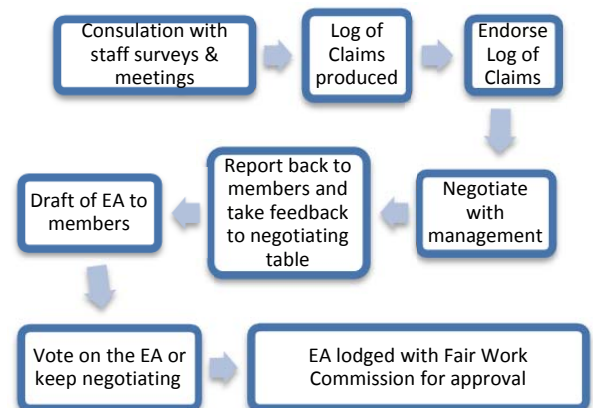 Consulation with
staff surveys &
meetings
Log of
Claims
produced
Endorse
Log of
Claims
Negotiate
with
management
Report back to
members and
take feedback
to negotiating
table
Draft of EA to
members
Vote on the EA or
keep negotiating
EA lodged with Fair Work
Commission for approval